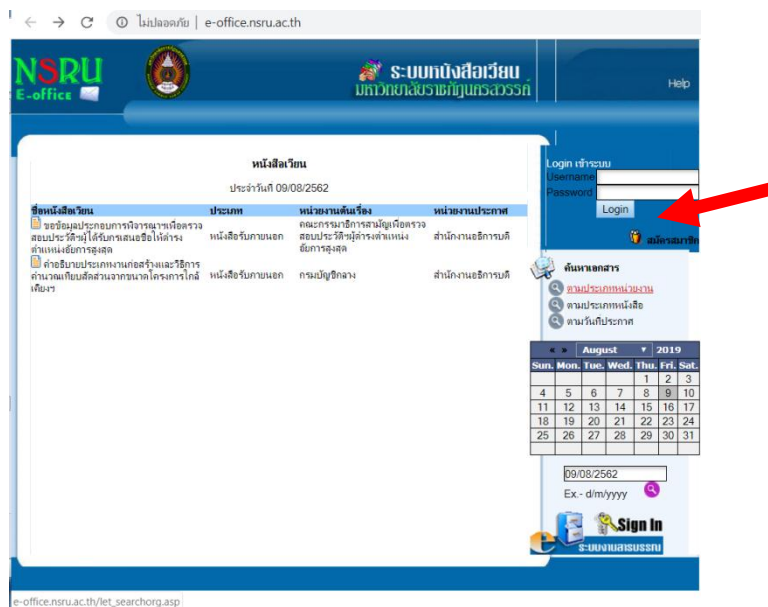 ไม่ปลอดภัย | e-office.nsru.ac.th
NSRU
E-office
ระบบหนังสือเวียน
มหาวิทยาลัยราชภัฏนครสวรรค์
Help
หนังสือเวียน
ประจำวันที่ 09/08/2562
ชื่อหนังสือเวียน ประเภท หน่วยงานต้นเรื่อง หน่วยงานประกาศ
ขอข้อมูลประกอบการพิจารณาเพื่อตรวจ
สอบประวัติฯผู้ได้รับการเสนอชื่อให้ดำรง
ตำแหน่งอัยการสูงสุด
หนังสือรับภายนอก
คณะกรรมาธิการสามัญเพื่อตรวจ
สอบประวัติฯผู้ดำรงตำแหน่ง
อัยการสูงสุด
สำนักงานอธิการบดี
คำอธิบายประเภทงานก่อสร้างและวิธีการ
คำนวณเทียบสัดส่วนจากขนาดโครงการใกล้
เคียงฯ
หนังสือรับภายนอก
กรมบัญชีกลาง
สำนักงานอธิการบดี
Login เข้าระบบ
Username
Password
Login
สมัครสมาชิก
ค้นหาเอกสาร
ตามประเภทหน่วยงาน
ตามประเภทหนังสือ
ตามวันที่ประกาศ
« » August 2019
Sun. Mon. Tue. Wed. Thu. Fri. Sat.
1 2 3
4 5 6 7 8 9 10
11 12 13 14 15 16 17
18 19 20 21 22 23 24
25 26 27 28 29 30 31
09/08/2562
Ex.- d/m/yyyy
Sign In
ระบบงานสารบรรณ
e-office.nsru.ac.th/let_searchorg.asp